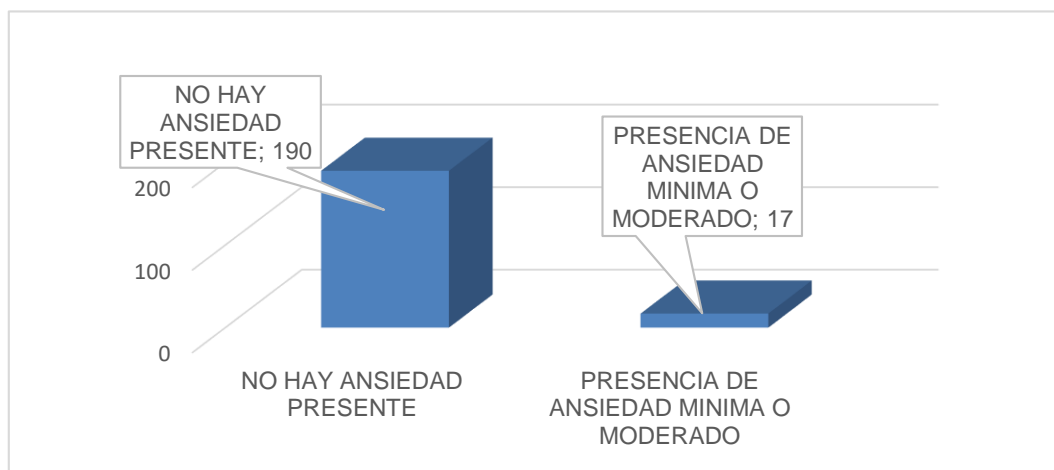 NO HAY
ANSIEDAD
PRESENTE; 190
PRESENCIA DE
ANSIEDAD
MINIMA O
MODERADO; 17
200
100
0
NO HAY ANSIEDAD
PRESENTE
PRESENCIA DE
ANSIEDAD MINIMA O
MODERADO